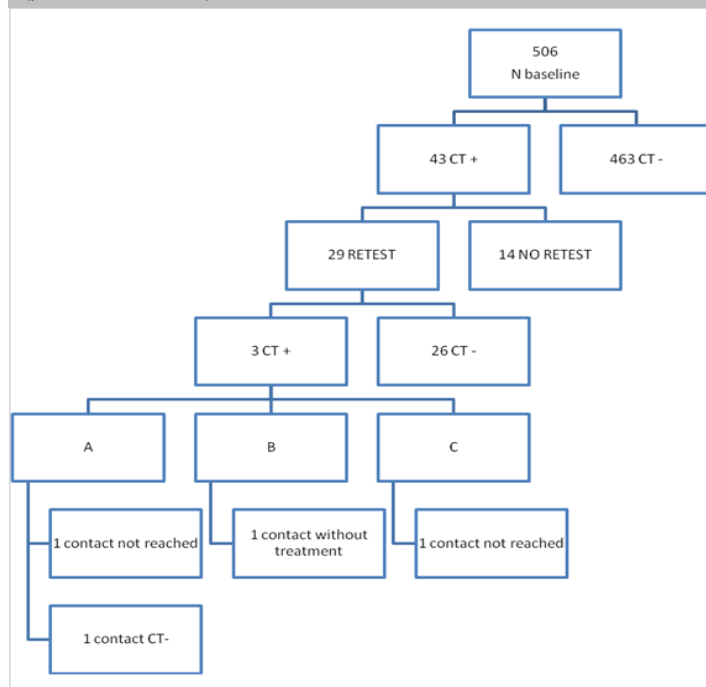 506
N baseline
43 CT +
463 CT -
29 RETEST
14 NO RETEST
3 CT +
26 CT -
A
B
C
1 contact not reached
1 contact without
treatment
1 contact not reached
1 contact CT-